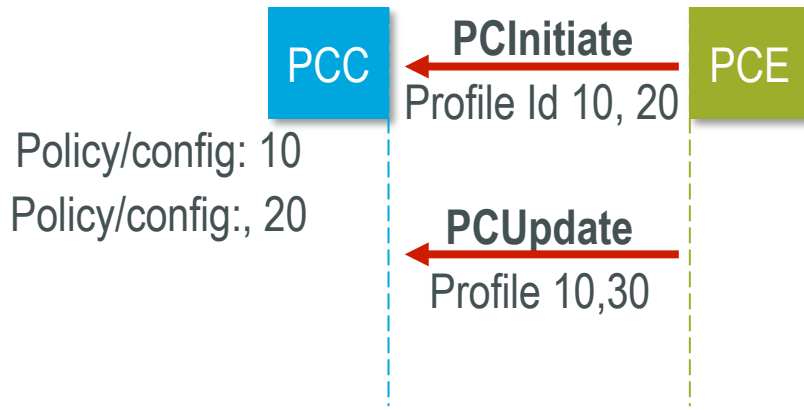 PCC
PCInitiate
PCE
Profile Id 10, 20
Policy/config: 10
Policy/config:, 20
PCUpdate
Profile 10,30